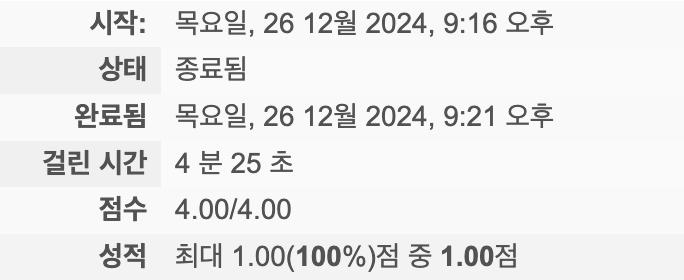 시작: 목요일, 26 12월 2024, 9:16 오후
상태 종료됨
완료됨 목요일, 26 12월 2024, 9:21 오후
걸린 시간 4 분 25 초
점수 4.00/4.00
성적 최대 1.00(100%)점 중 1.00점